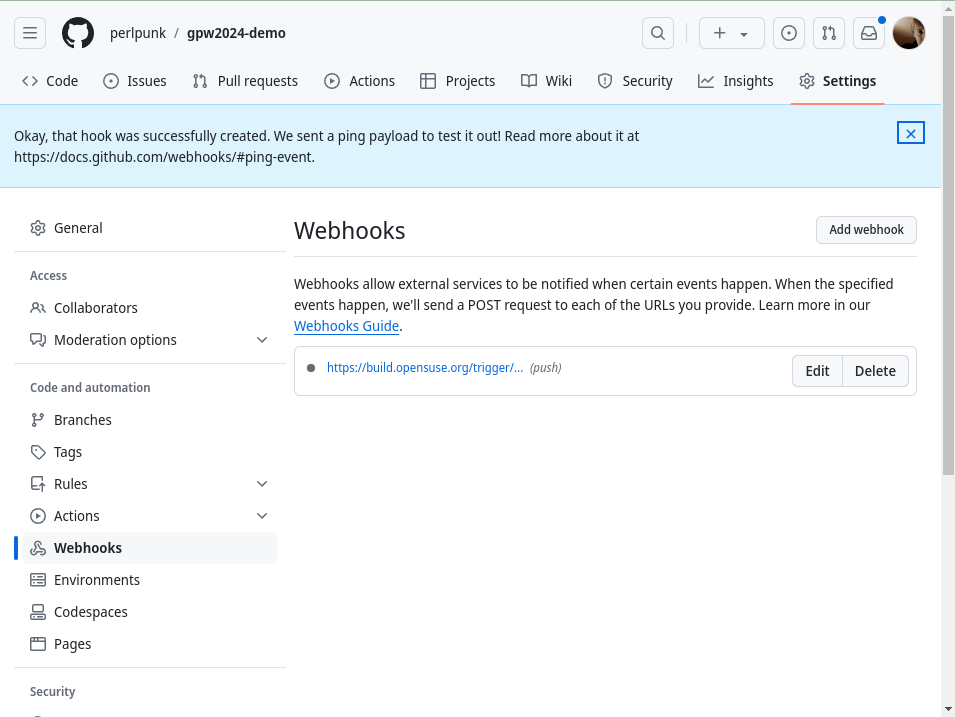 perlpunk / gpw2024-demo
Code Issues Pull requests Actions Projects Wiki Security Insights Settings
Okay, that hook was successfully created. We sent a ping payload to test it out! Read more about it at
https://docs.github.com/webhooks/#ping-event.
General
Access
Collaborators
Moderation options
Code and automation
Branches
Tags
Rules
Actions
Webhooks
Environments
Codespaces
Pages
Security
Webhooks
Add webhook
Webhooks allow external services to be notified when certain events happen. When the specified
events happen, we'll send a POST request to each of the URLs you provide. Learn more in our
Webhooks Guide.
https://build.opensuse.org/trigger/... (push)
Edit Delete